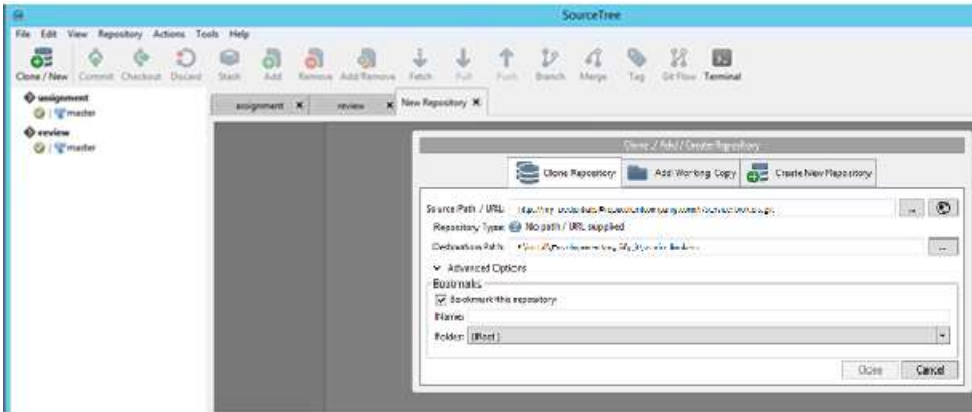 SourceTree
File Edit View Repository Actions Tools Help
Clone / New Commit Checkout Discard Stash Add Remove Add/Remove Fetch Pull Push Branch Merge Tag Git Flow Terminal
assignment
master
review
master
assignment review New Repository
Clone / Add / Create Repository
Clone Repository Add Working Copy Create New Repository
Source Path / URL: ...
Repository Type: No path / URL supplied
Destination Path: ...
Advanced Options
Bookmarks
Bookmark this repository
Name:
Folder: [Root]
Clone Cancel